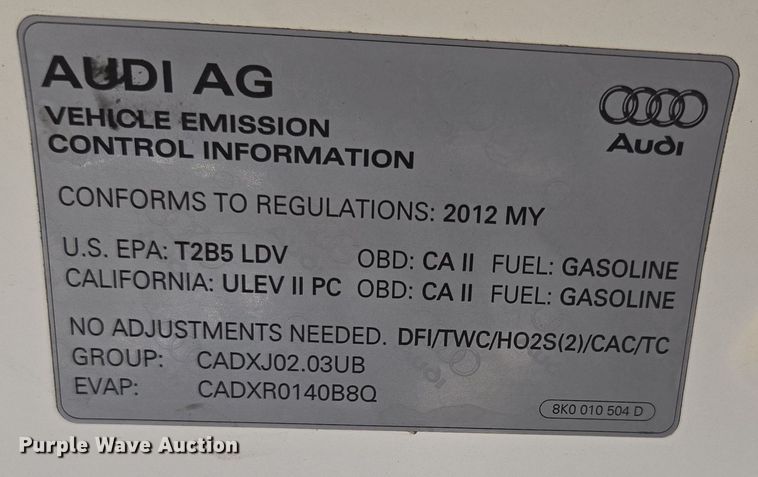 AUDI AG
VEHICLE EMISSION
CONTROL INFORMATION
Audi
CONFORMS TO REGULATIONS: 2012 MY
U.S. EPA: T2B5 LDV OBD: CA II FUEL: GASOLINE
CALIFORNIA: ULEV II PC OBD: CA II FUEL: GASOLINE
NO ADJUSTMENTS NEEDED. DFI/TWC/HO2S(2)/CAC/TC
GROUP: CADXJ02.03UB
EVAP: CADXR0140B8Q
8K0 010 504 D
Purple Wave Auction